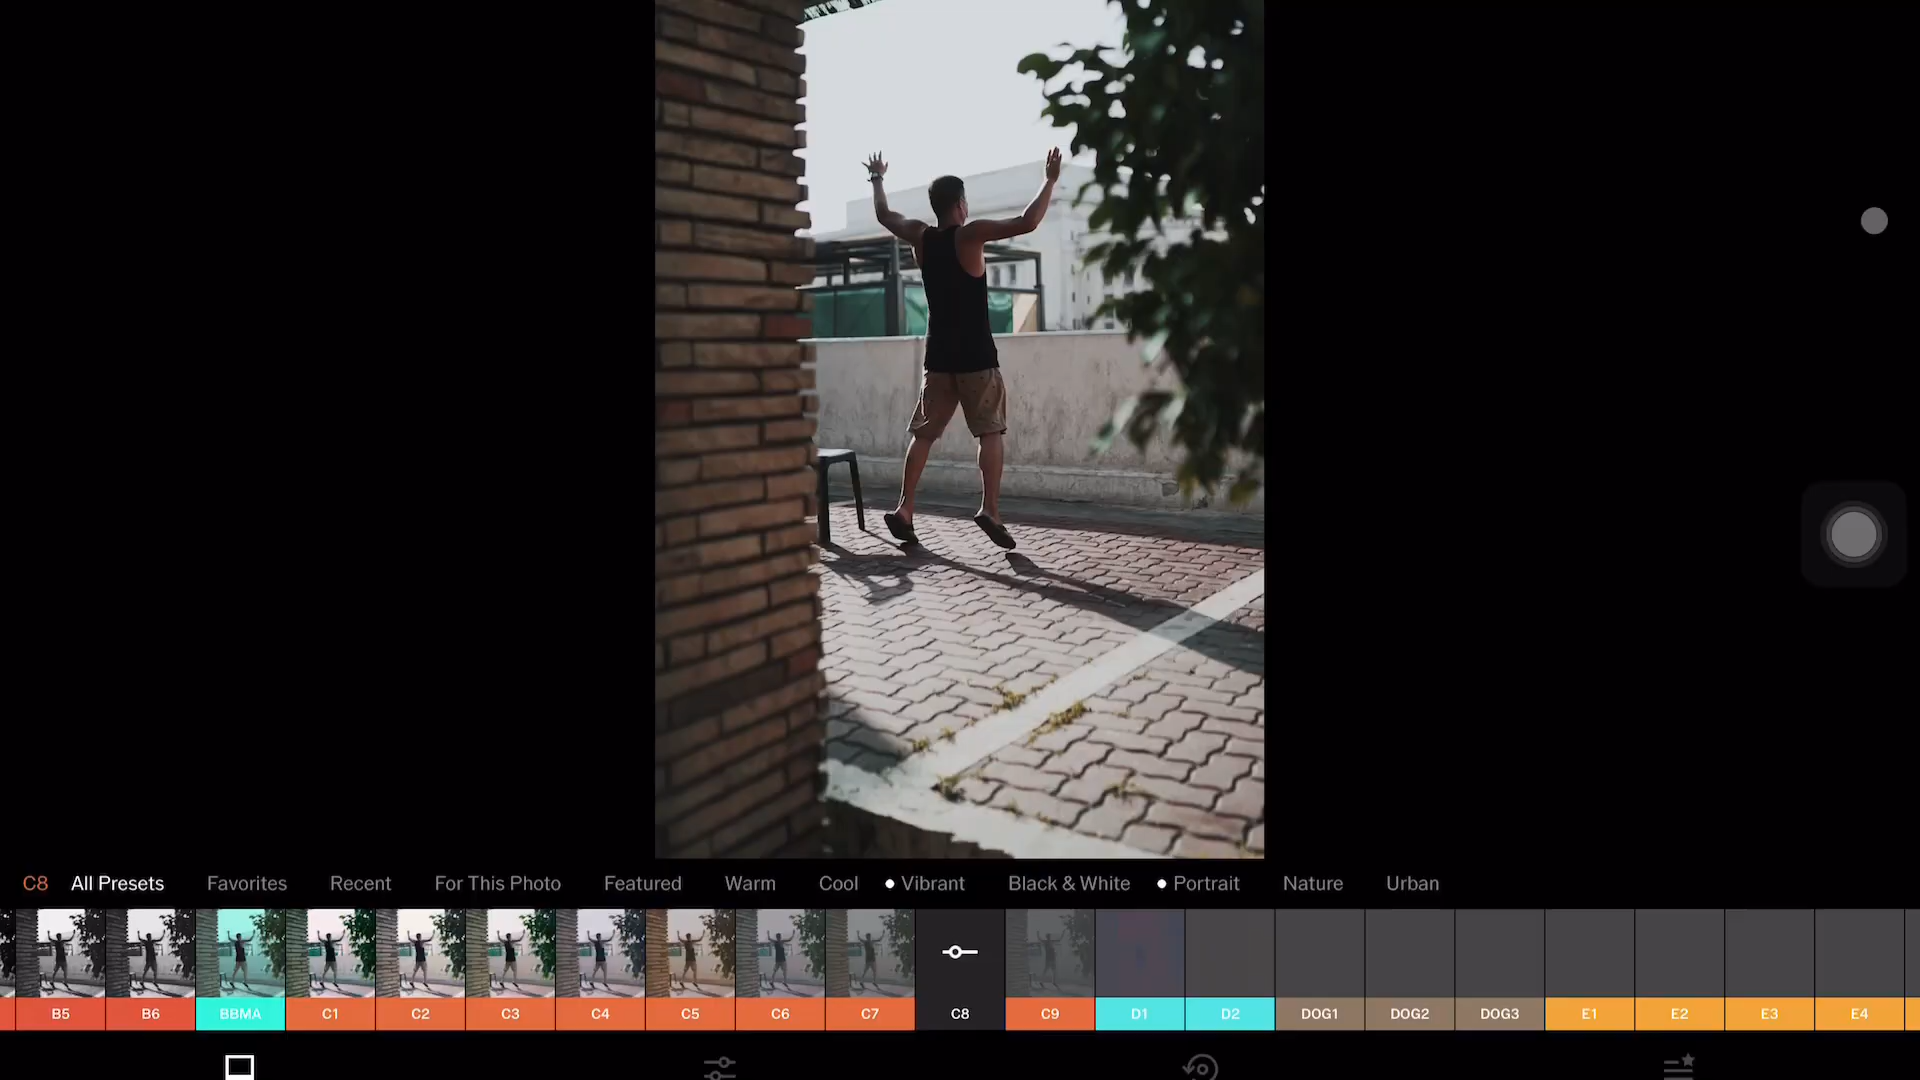 C8 All Presets Favorites Recent For This Photo Featured Warm Cool Vibrant Black & White Portrait Nature Urban
B5 B6 BBMA C1 C2 C3 C4 C5 C6 C7 C8 C9 D1 D2 DOG1 DOG2 DOG3 E1 E2 E3 E4